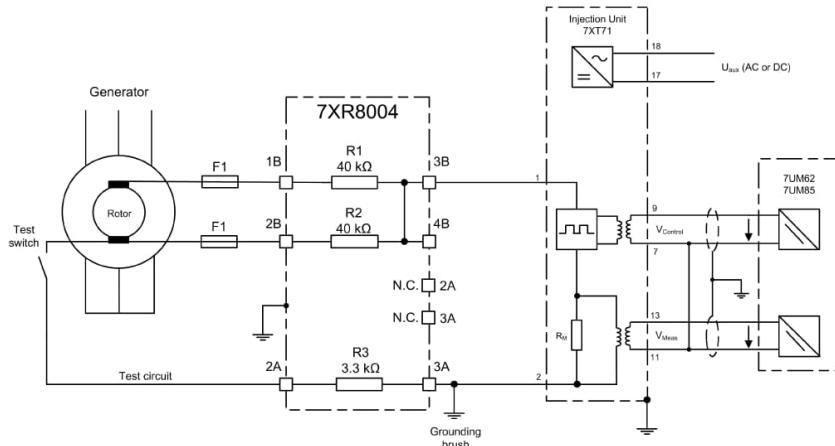 Injection Unit
7XT71
18
17
Uaux (AC or DC)
Generator
7XR8004
7UM62
7UM85
F1
1B
R1
40 kΩ
3B
1
Rotor
9
Test
switch
F1
2B
R2
40 kΩ
4B
VControl
7
N.C.
2A
N.C.
3A
13
RM
VMeas
11
2A
R3
3.3 kΩ
3A
Test circuit
2
Grounding
brush